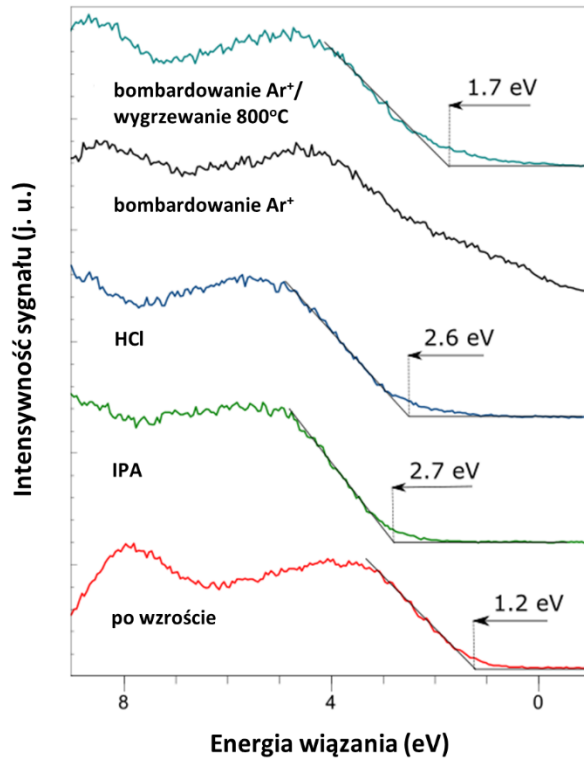 bombardowanie Ar⁺/
wygrzewanie 800°C
1.7 eV
bombardowanie Ar⁺
HCl
2.6 eV
IPA
2.7 eV
po wzroście
1.2 eV
Intensywność sygnału (j. u.)
8
4
0
Energia wiązania (eV)